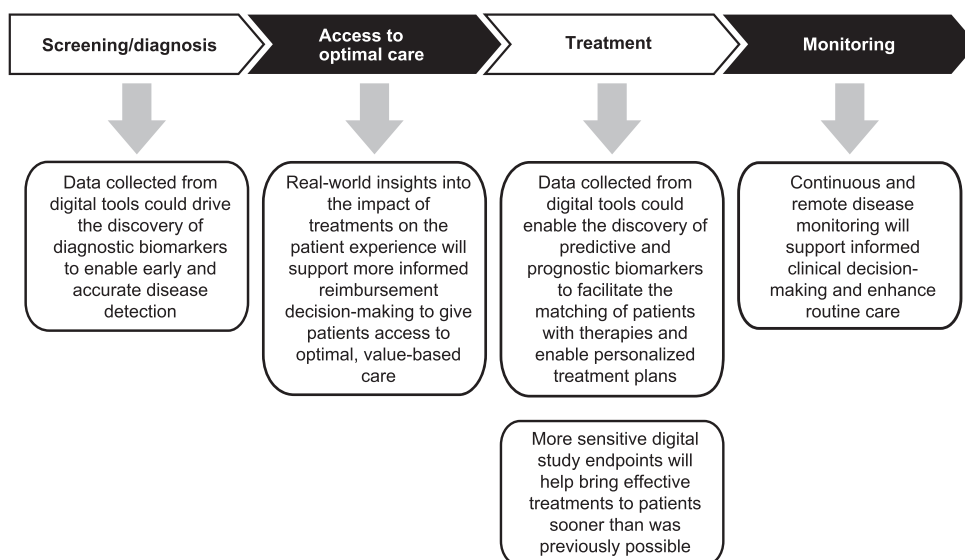 Screening/diagnosis
Access to
optimal care
Treatment
Monitoring
Data collected from
digital tools could drive
the discovery of
diagnostic biomarkers
to enable early and
accurate disease
detection
Real-world insights into
the impact of
treatments on the
patient experience will
support more informed
reimbursement
decision-making to give
patients access to
optimal, value-based
care
Data collected from
digital tools could
enable the discovery of
predictive and
prognostic biomarkers
to facilitate the
matching of patients
with therapies and
enable personalized
treatment plans
Continuous and
remote disease
monitoring will
support informed
clinical decision-
making and enhance
routine care
More sensitive digital
study endpoints will
help bring effective
treatments to patients
sooner than was
previously possible